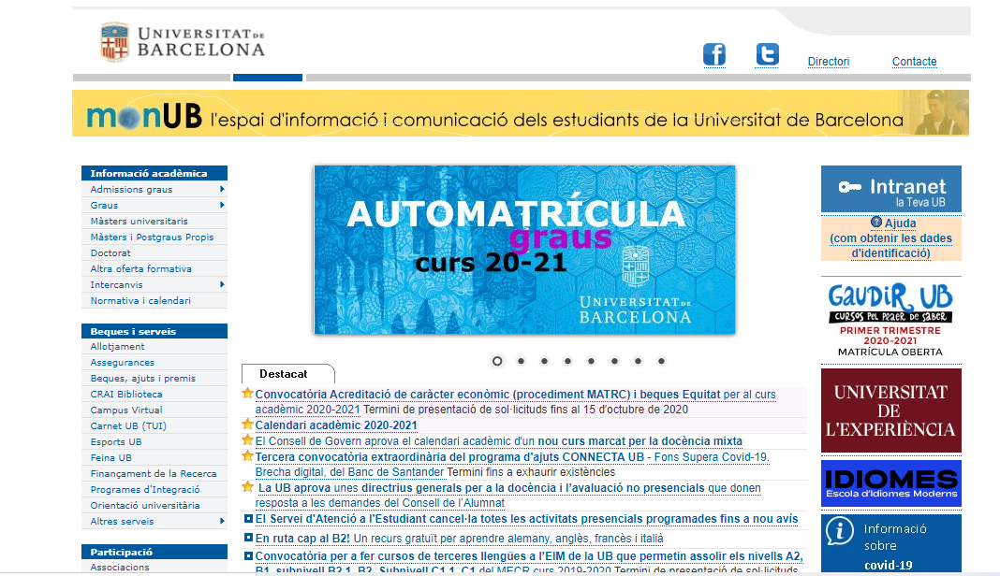 UNIVERSITAT DE
BARCELONA
f
t
Directori
Contacte
mónUB l'espai d'informació i comunicació dels estudiants de la Universitat de Barcelona
Informació acadèmica
Admissions graus
Graus
Màsters universitaris
Màsters i Postgraus Propis
Doctorat
Altra oferta formativa
Intercanvis
Normativa i calendari
Beques i serveis
Allotjament
Assegurances
Beques, ajuts i premis
CRAI Biblioteca
Campus Virtual
Carnet UB (TUI)
Esports UB
Feina UB
Finançament de la Recerca
Programes d'Integració
Orientació universitària
Altres serveis
Participació
Associacions
AUTOMATRÍCULA
graus
curs 20-21
UNIVERSITAT DE
BARCELONA
Destacat
Convocatòria Acreditació de caràcter econòmic (procediment MATRC) i beques Equitat per al curs
acadèmic 2020-2021 Termini de presentació de sol·licituds fins al 15 d'octubre de 2020
Calendari acadèmic 2020-2021
El Consell de Govern aprova el calendari acadèmic d'un nou curs marcat per la docència mixta
Tercera convocatòria extraordinària del programa d'ajuts CONNECTA UB - Fons Supera Covid-19.
Brecha digital, del Banc de Santander Termini fins a exhaurir existències
La UB aprova unes directrius generals per a la docència i l'avaluació no presencials que donen
resposta a les demandes del Consell de l'Alumnat
El Servei d'Atenció a l'Estudiant cancel·la totes les activitats presencials programades fins a nou avís
En ruta cap al B2! Un recurs gratuït per aprendre alemany, anglès, francès i italià
Convocatòria per a fer cursos de terceres llengües a l'EIM de la UB que permetin assolir els nivells A2,
B1, subnivell B2.1, B2, Subnivell C1.1, C1 del MECR curs 2019-2020 Termini de presentació de sol·licituds
Intranet
la Teva UB
Ajuda
(com obtenir les dades
d'identificació)
GAUDIR UB
CURSOS PEL PLAER DE SABER
PRIMER TRIMESTRE
2020-2021
MATRÍCULA OBERTA
UNIVERSITAT
DE
L'EXPERIÈNCIA
IDIOMES
Escola d'Idiomes Moderns
i
Informació
sobre
covid-19